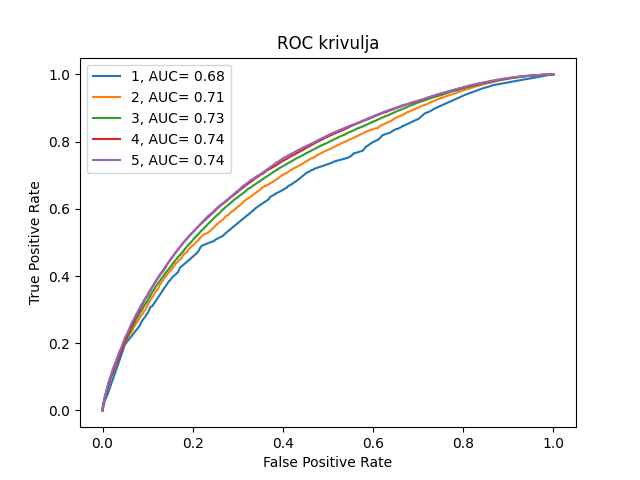 ROC krivulja
1, AUC= 0.68
2, AUC= 0.71
3, AUC= 0.73
4, AUC= 0.74
5, AUC= 0.74
True Positive Rate
1.0
0.8
0.6
0.4
0.2
0.0
0.0 0.2 0.4 0.6 0.8 1.0
False Positive Rate